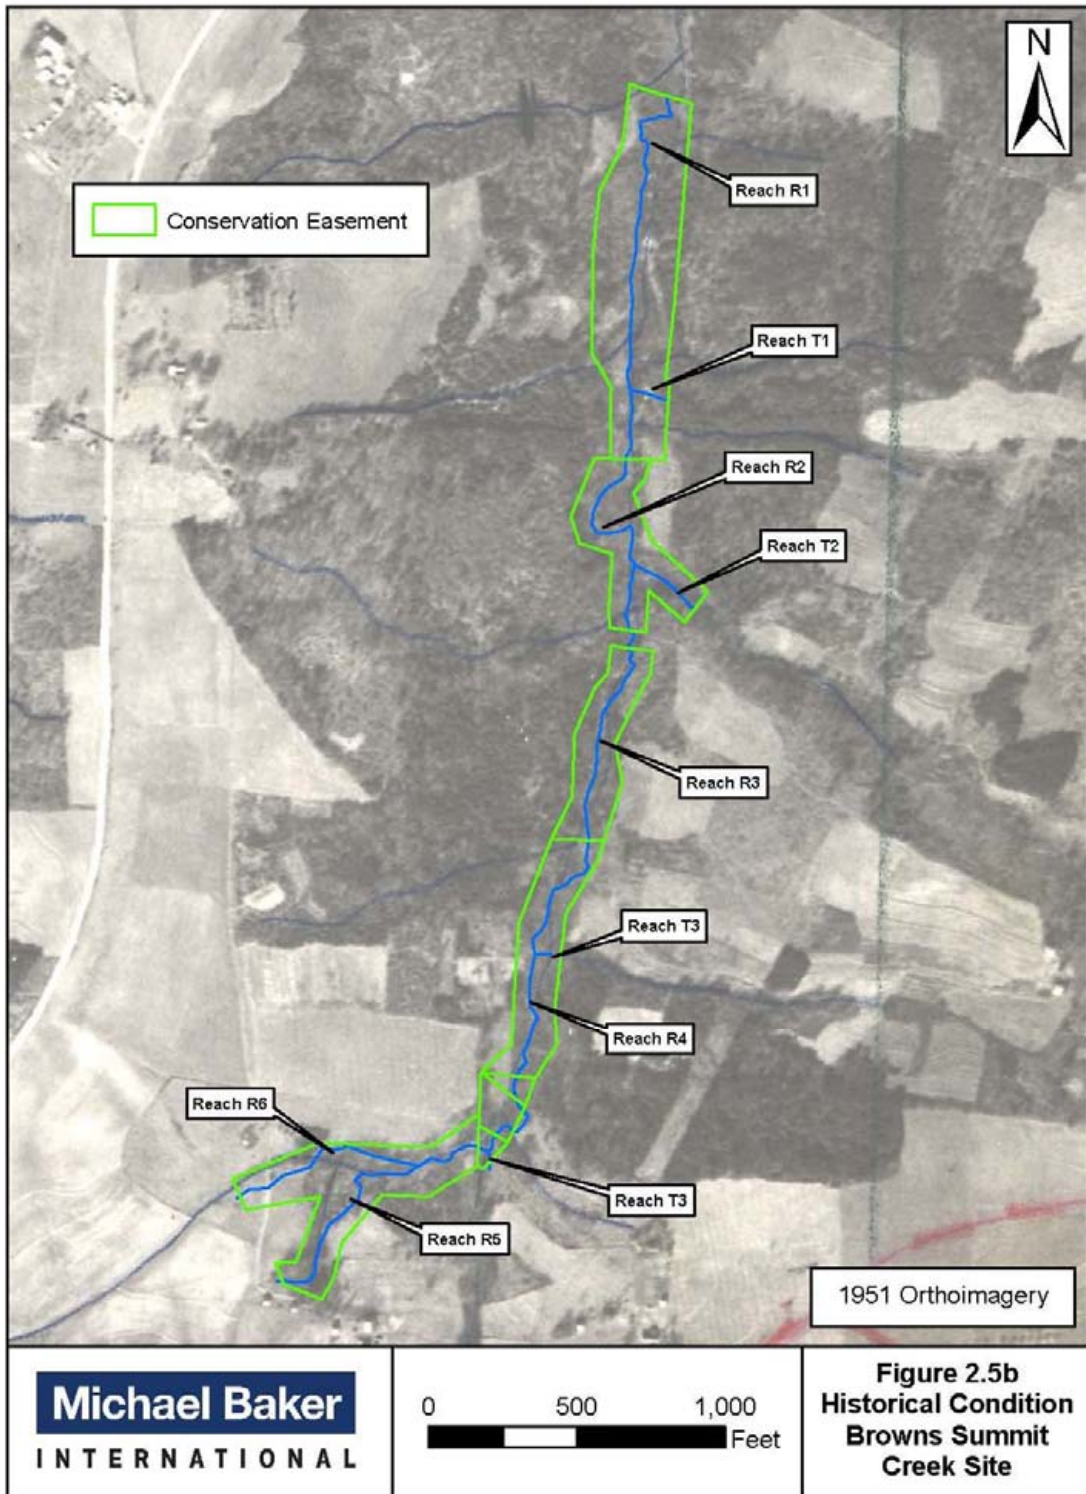 N
Reach R1
Conservation Easement
Reach T1
Reach R2
Reach T2
Reach R3
Reach T3
Reach R4
Reach R6
Reach T3
Reach R5
1951 Orthoimagery
Michael Baker
INTERNATIONAL
0 500 1,000
Feet
Figure 2.5b
Historical Condition
Browns Summit
Creek Site